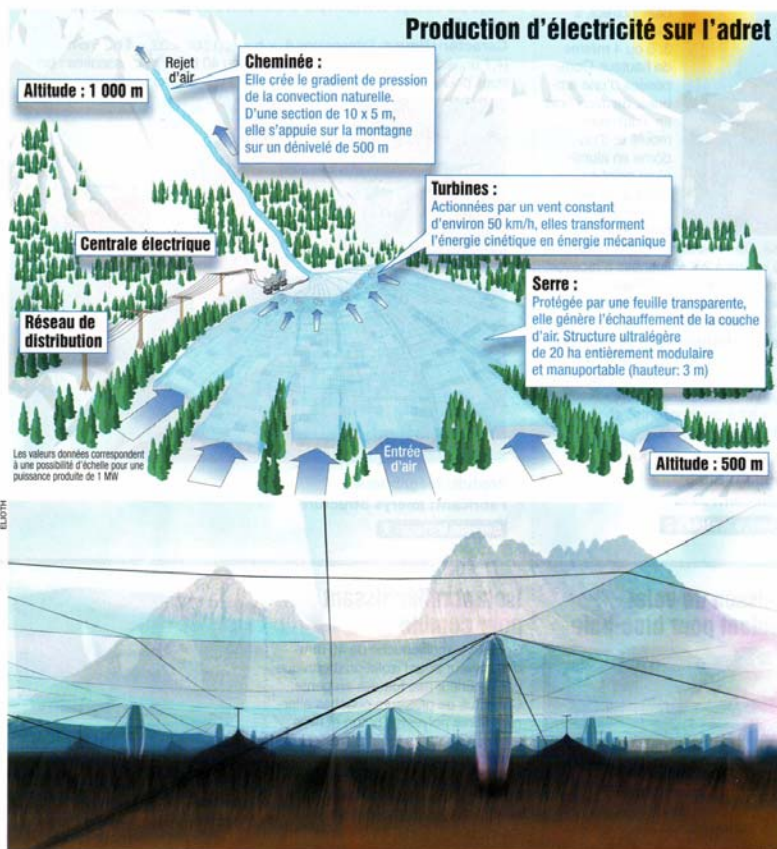 Production d'électricité sur l'adret
Rejet
d'air
Altitude : 1 000 m
Cheminée :
Elle crée le gradient de pression
de la convection naturelle.
D'une section de 10 x 5 m,
elle s'appuie sur la montagne
sur un dénivelé de 500 m
Turbines :
Actionnées par un vent constant
d'environ 50 km/h, elles transforment
l'énergie cinétique en énergie mécanique
Centrale électrique
Serre :
Protégée par une feuille transparente,
elle génère l'échauffement de la couche
d'air. Structure ultralégère
de 20 ha entièrement modulaire
et manuportable (hauteur: 3 m)
Réseau de
distribution
Les valeurs données correspondent
à une possibilité d'échelle pour une
puissance produite de 1 MW
Entrée
d'air
Altitude : 500 m
ELIOTH